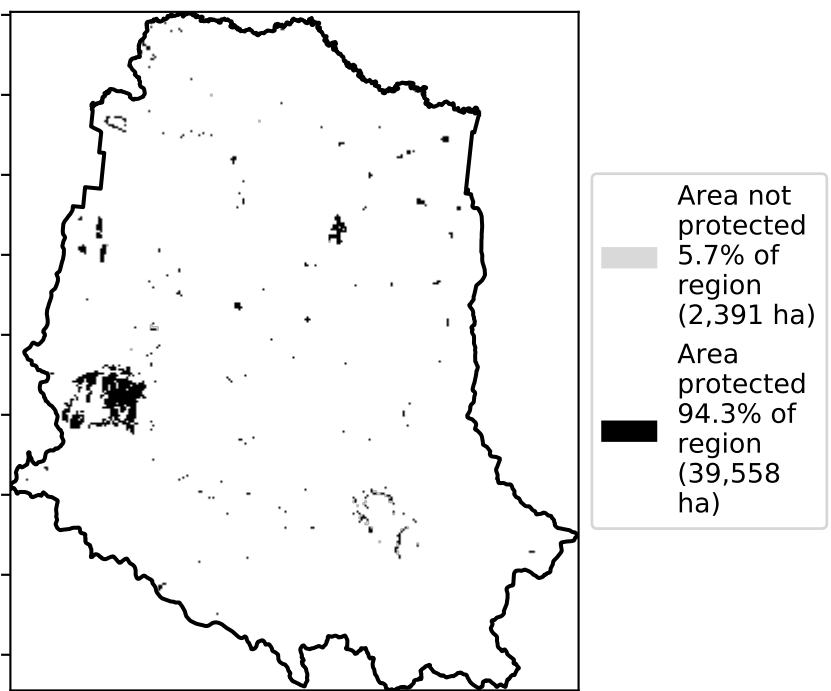 Area not
protected
5.7% of
region
(2,391 ha)
Area
protected
94.3% of
region
(39,558
ha)